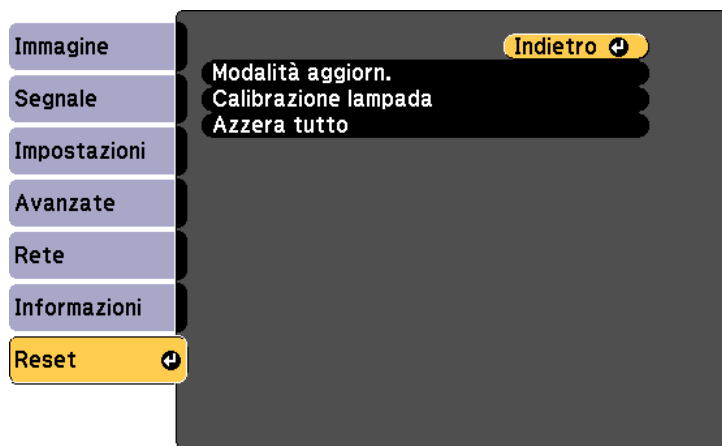 Immagine
Segnale
Impostazioni
Avanzate
Rete
Informazioni
Reset
Indietro
Modalità aggiorn.
Calibrazione lampada
Azzera tutto